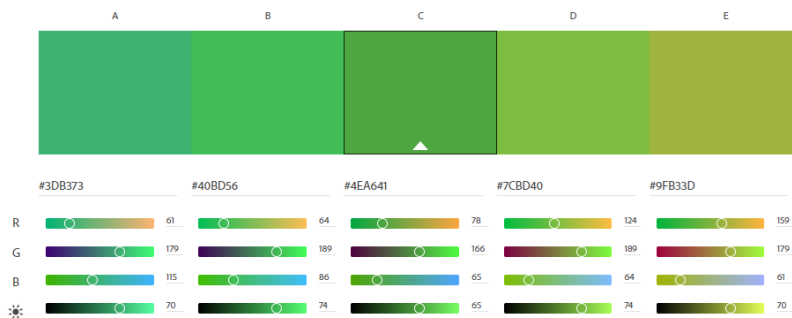 A B C D E
#3DB373 #40BD56 #4EA641 #7CBD40 #9FB33D
R 61 64 78 124 159
G 179 189 166 189 179
B 115 86 65 64 61
70 74 65 74 70